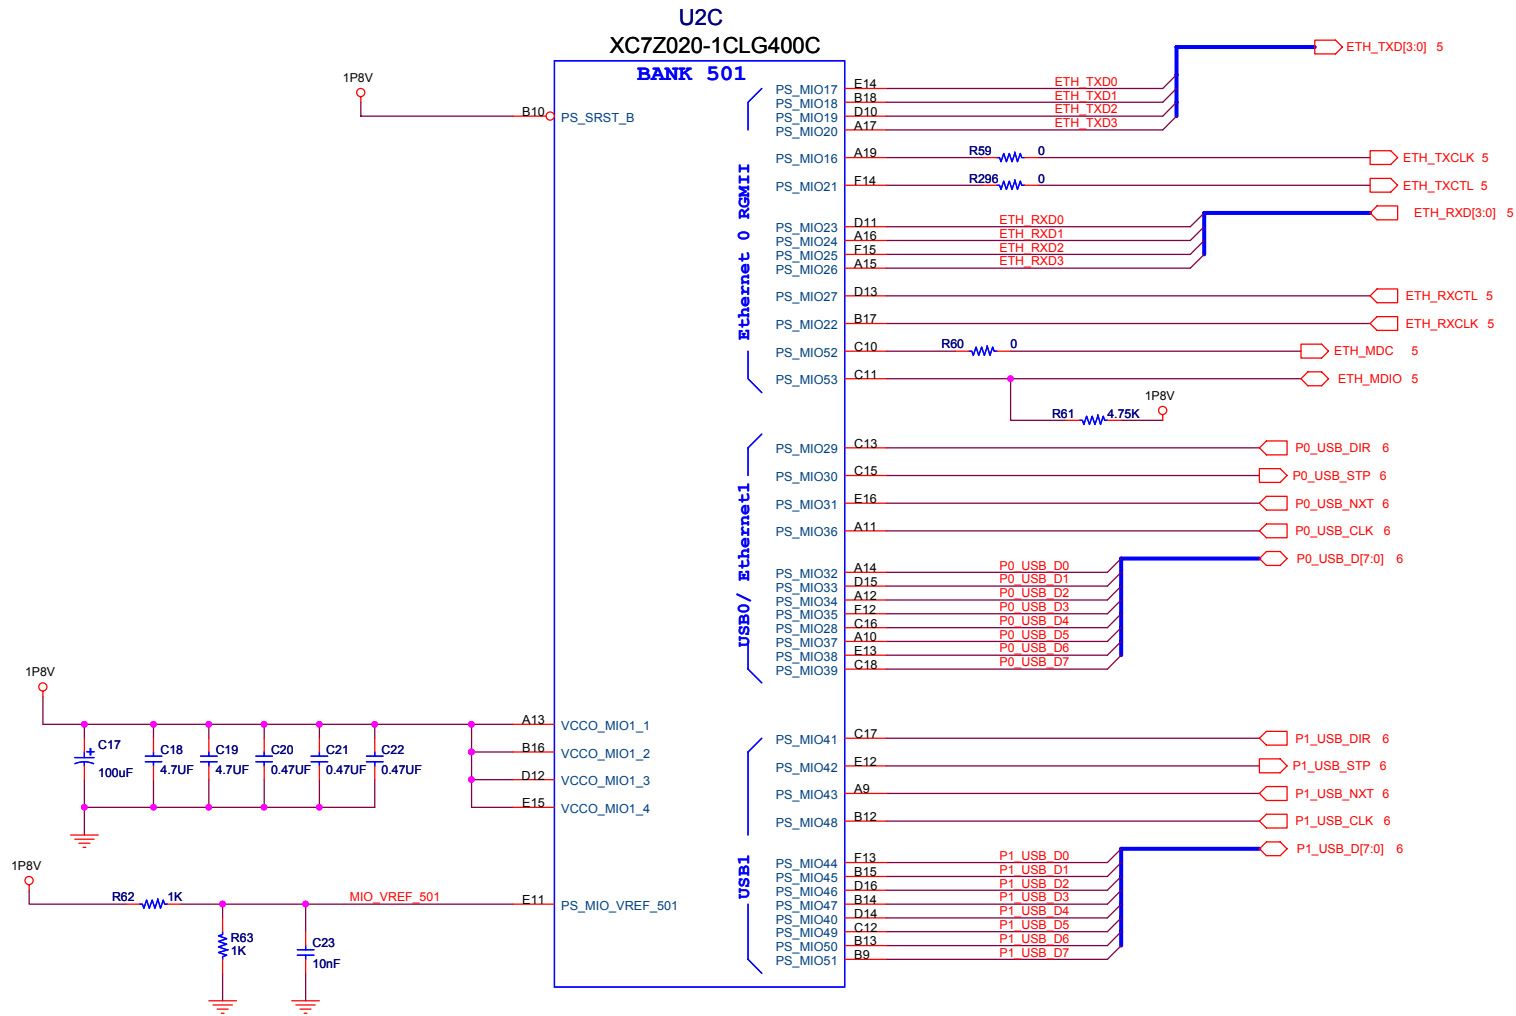 U2C
XC7Z020-1CLG400C
BANK 501
1P8V
B10 PS_SRST_B
Ethernet 0 RGMII
PS_MIO17 E14 ETH_TXD0
PS_MIO18 B18 ETH_TXD1
PS_MIO19 D10 ETH_TXD2
PS_MIO20 A17 ETH_TXD3
ETH_TXD[3:0] 5
PS_MIO16 A19 R59 0 ETH_TXCLK 5
PS_MIO21 F14 R296 0 ETH_TXCTL 5
ETH_RXD[3:0] 5
PS_MIO23 D11 ETH_RXD0
PS_MIO24 A16 ETH_RXD1
PS_MIO25 F15 ETH_RXD2
PS_MIO26 A15 ETH_RXD3
PS_MIO27 D13 ETH_RXCTL 5
PS_MIO22 B17 ETH_RXCLK 5
PS_MIO52 C10 R60 0 ETH_MDC 5
PS_MIO53 C11 ETH_MDIO 5
1P8V
R61 4.75K
USB0/ Ethernet1
PS_MIO29 C13 P0_USB_DIR 6
PS_MIO30 C15 P0_USB_STP 6
PS_MIO31 E16 P0_USB_NXT 6
PS_MIO36 A11 P0_USB_CLK 6
P0_USB_D[7:0] 6
PS_MIO32 A14 P0_USB_D0
PS_MIO33 D15 P0_USB_D1
PS_MIO34 A12 P0_USB_D2
PS_MIO35 F12 P0_USB_D3
PS_MIO28 C16 P0_USB_D4
PS_MIO37 A10 P0_USB_D5
PS_MIO38 E13 P0_USB_D6
PS_MIO39 C18 P0_USB_D7
1P8V
A13 VCCO_MIO1_1
B16 VCCO_MIO1_2
D12 VCCO_MIO1_3
E15 VCCO_MIO1_4
C17 C18 C19 C20 C21 C22
+
100uF 4.7UF 4.7UF 0.47UF 0.47UF 0.47UF
USB1
PS_MIO41 C17 P1_USB_DIR 6
PS_MIO42 E12 P1_USB_STP 6
PS_MIO43 A9 P1_USB_NXT 6
PS_MIO48 B12 P1_USB_CLK 6
P1_USB_D[7:0] 6
PS_MIO44 F13 P1_USB_D0
PS_MIO45 B15 P1_USB_D1
PS_MIO46 D16 P1_USB_D2
PS_MIO47 B14 P1_USB_D3
PS_MIO40 D14 P1_USB_D4
PS_MIO49 C12 P1_USB_D5
PS_MIO50 B13 P1_USB_D6
PS_MIO51 B9 P1_USB_D7
1P8V
R62 1K MIO_VREF_501 E11 PS_MIO_VREF_501
R63
1K
C23
10nF